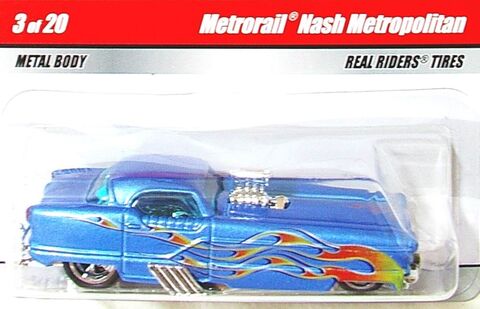 3 of 20
Metrorail® Nash Metropolitan
METAL BODY
REAL RIDERS® TIRES